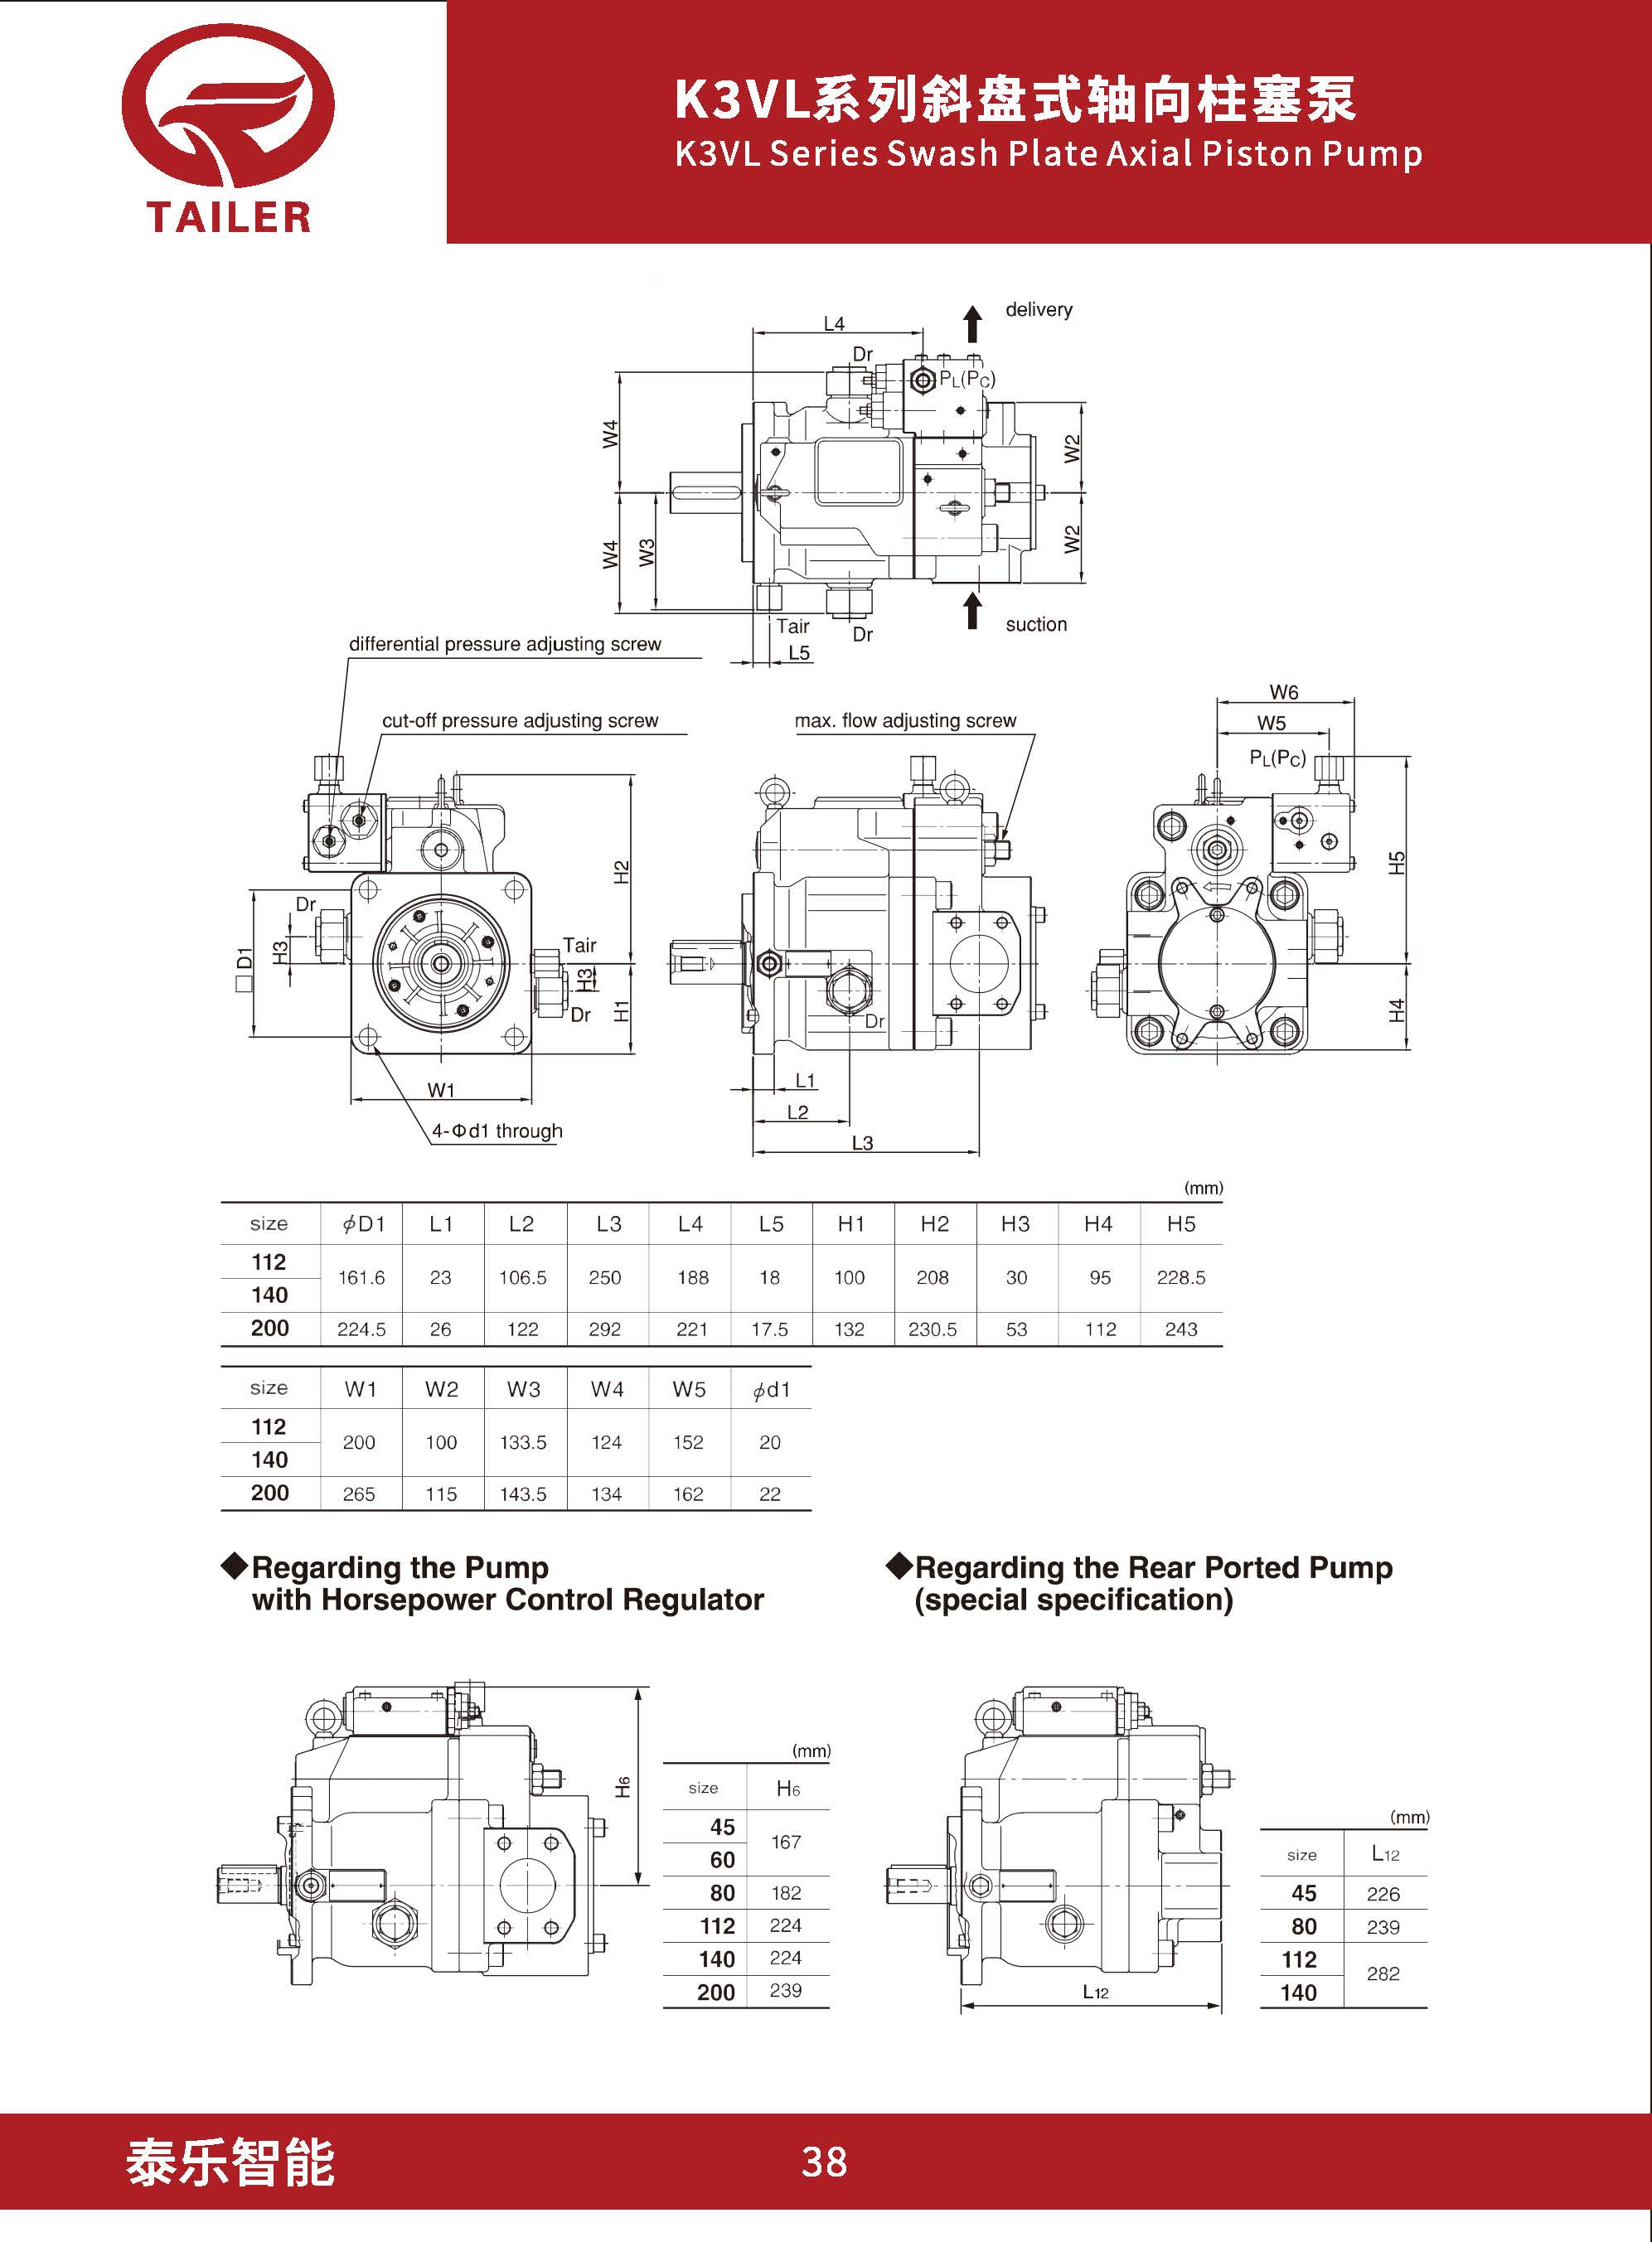 K3VL系列斜盘式轴向柱塞泵
K3VL Series Swash Plate Axial Piston Pump
TAILER
delivery
L4
Dr
PL(PC)
W4
W2
W4
W3
W2
Tair
Dr
suction
L5
differential pressure adjusting screw
cut-off pressure adjusting screw
max. flow adjusting screw
W6
W5
PL(PC)
H2
H5
Dr
H3
□D1
Tair
H3
Dr
H1
Dr
H4
W1
L1
L2
L3
4-Φd1 through
(mm)
size ϕD1 L1 L2 L3 L4 L5 H1 H2 H3 H4 H5
112
161.6 23 106.5 250 188 18 100 208 30 95 228.5
140
200 224.5 26 122 292 221 17.5 132 230.5 53 112 243
size W1 W2 W3 W4 W5 ϕd1
112
200 100 133.5 124 152 20
140
200 265 115 143.5 134 162 22
◆Regarding the Pump
with Horsepower Control Regulator
◆Regarding the Rear Ported Pump
(special specification)
H6
(mm)
size H6
45
167
60
80 182
112 224
140 224
200 239
L12
(mm)
size L12
45 226
80 239
112
282
140
泰乐智能
38